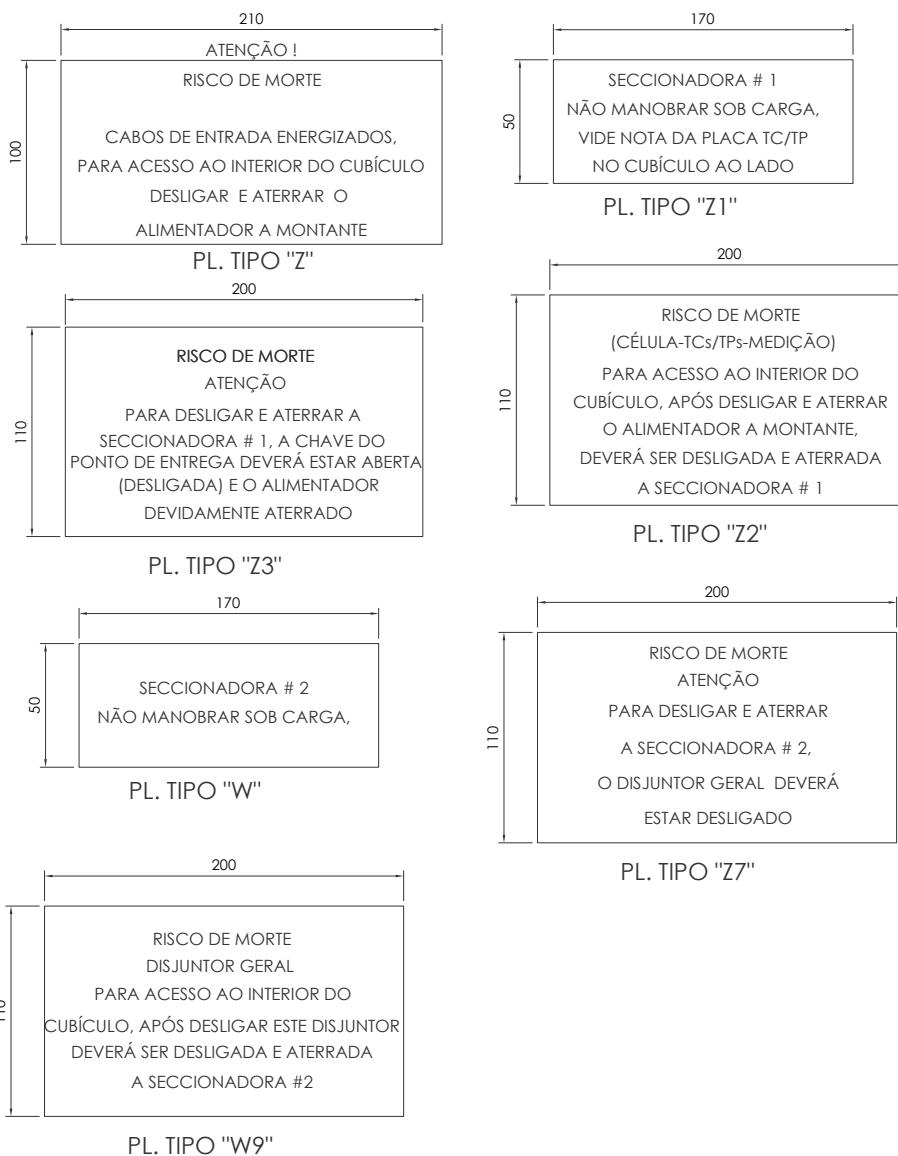 210
ATENÇÃO !
100
RISCO DE MORTE
CABOS DE ENTRADA ENERGIZADOS,
PARA ACESSO AO INTERIOR DO CUBÍCULO
DESLIGAR E ATERRAR O
ALIMENTADOR A MONTANTE
PL. TIPO "Z"
170
50
SECCIONADORA # 1
NÃO MANOBRAR SOB CARGA,
VIDE NOTA DA PLACA TC/TP
NO CUBÍCULO AO LADO
PL. TIPO "Z1"
200
110
RISCO DE MORTE
ATENÇÃO
PARA DESLIGAR E ATERRAR A
SECCIONADORA # 1, A CHAVE DO
PONTO DE ENTREGA DEVERÁ ESTAR ABERTA
(DESLIGADA) E O ALIMENTADOR
DEVIDAMENTE ATERRADO
PL. TIPO "Z3"
200
110
RISCO DE MORTE
(CÉLULA-TCs/TPs-MEDIÇÃO)
PARA ACESSO AO INTERIOR DO
CUBÍCULO, APÓS DESLIGAR E ATERRAR
O ALIMENTADOR A MONTANTE,
DEVERÁ SER DESLIGADA E ATERRADA
A SECCIONADORA # 1
PL. TIPO "Z2"
170
50
SECCIONADORA # 2
NÃO MANOBRAR SOB CARGA,
PL. TIPO "W"
200
110
RISCO DE MORTE
ATENÇÃO
PARA DESLIGAR E ATERRAR
A SECCIONADORA # 2,
O DISJUNTOR GERAL DEVERÁ
ESTAR DESLIGADO
PL. TIPO "Z7"
200
110
RISCO DE MORTE
DISJUNTOR GERAL
PARA ACESSO AO INTERIOR DO
CUBÍCULO, APÓS DESLIGAR ESTE DISJUNTOR
DEVERÁ SER DESLIGADA E ATERRADA
A SECCIONADORA #2
PL. TIPO "W9"